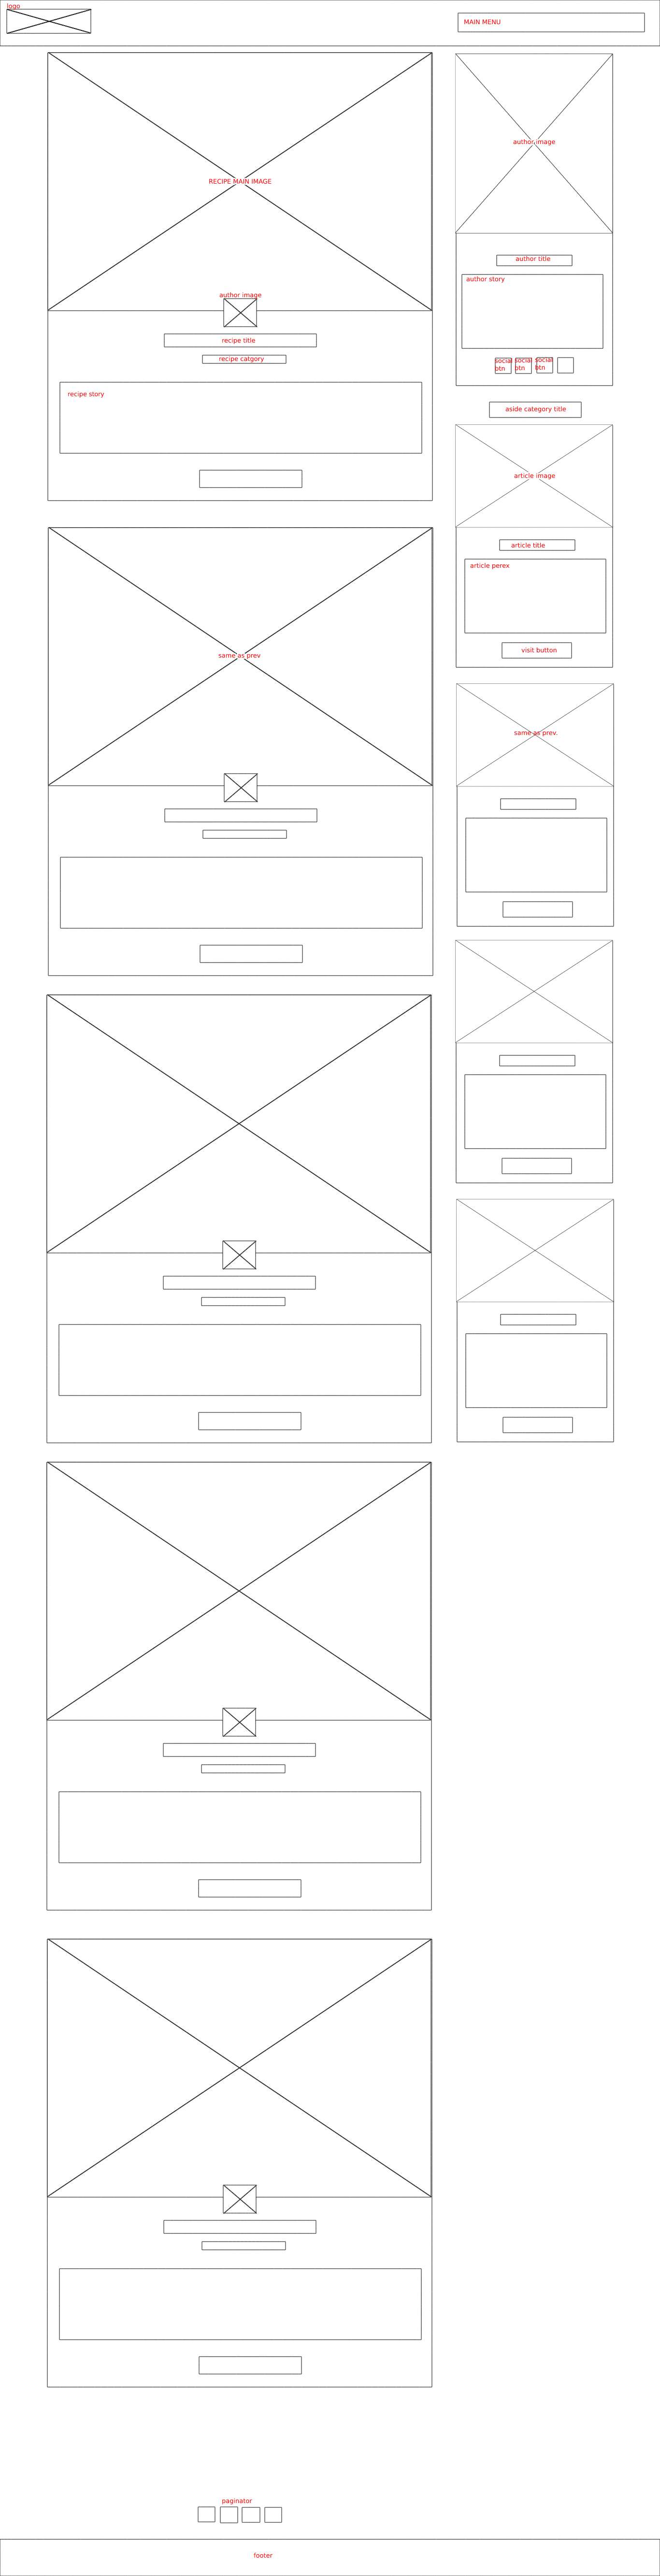 logo
MAIN MENU
RECIPE MAIN IMAGE
author image
recipe title
recipe catgory
recipe story
author image
author title
author story
social
btn
social
btn
social
btn
aside category title
article image
article title
article perex
visit button
same as prev
same as prev.
paginator
footer